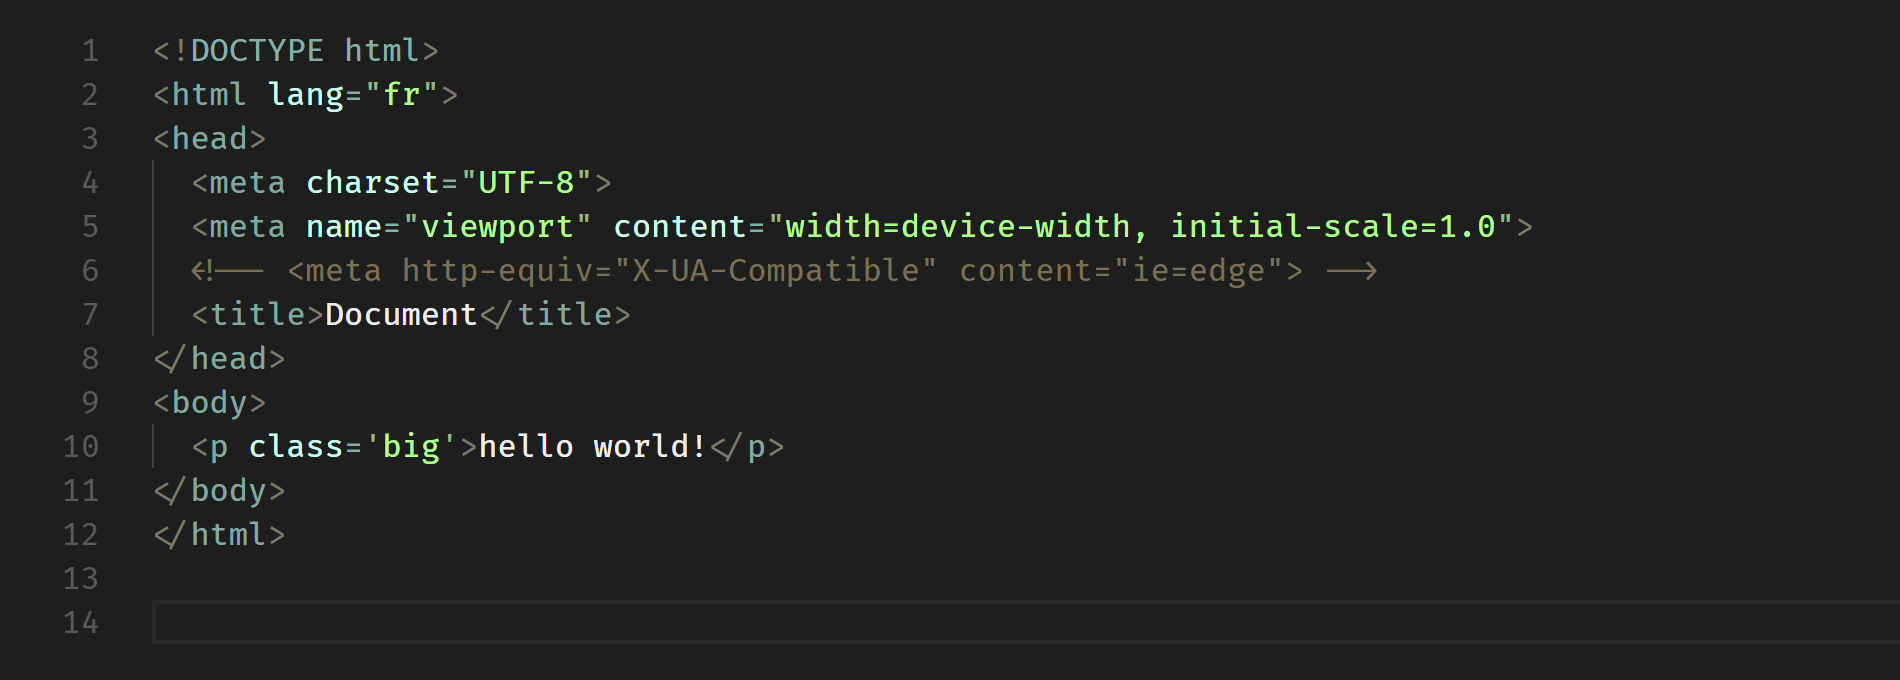 1 <!DOCTYPE html>
2 <html lang="fr">
3 <head>
4   <meta charset="UTF-8">
5   <meta name="viewport" content="width=device-width, initial-scale=1.0">
6   <!-- <meta http-equiv="X-UA-Compatible" content="ie=edge"> -->
7   <title>Document</title>
8 </head>
9 <body>
10   <p class='big'>hello world!</p>
11 </body>
12 </html>
13
14